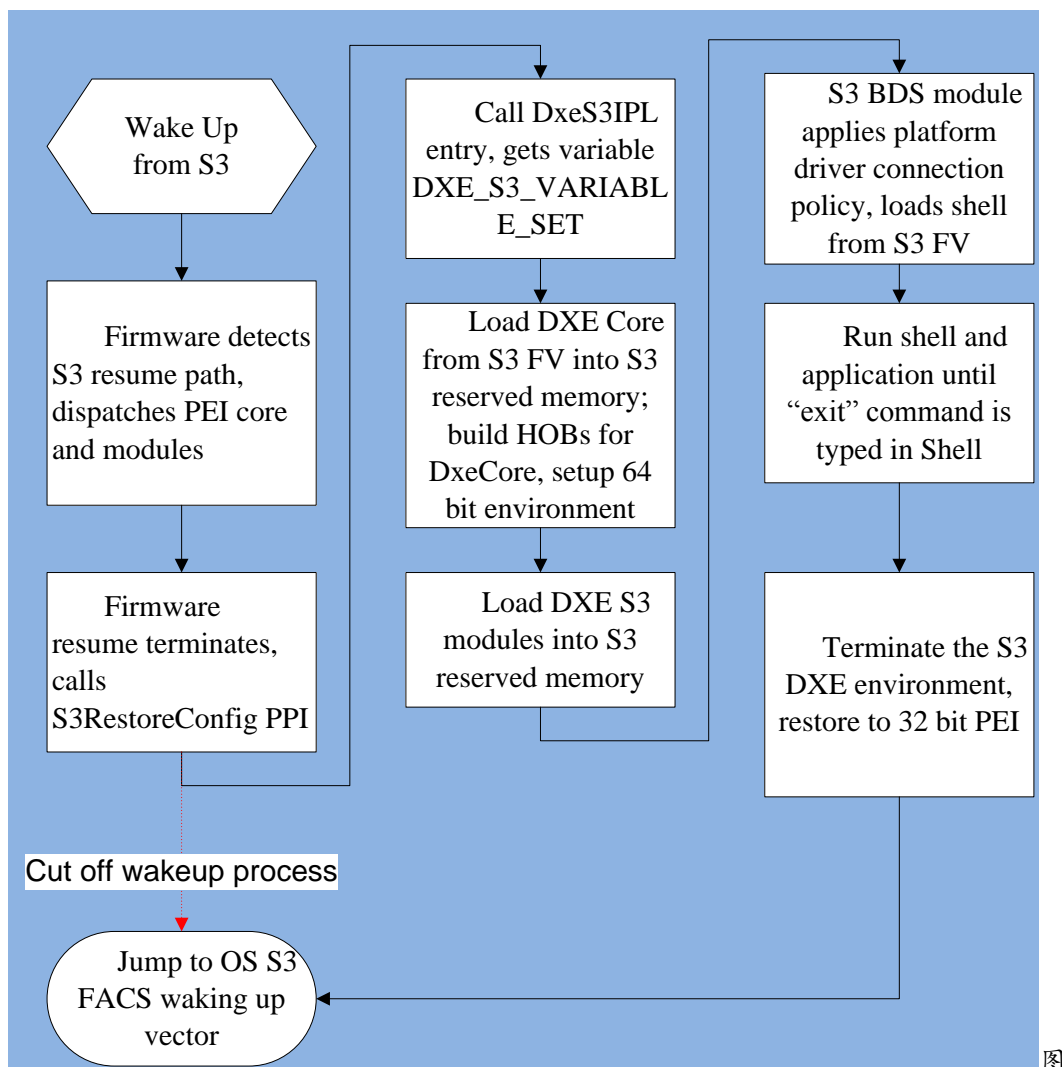 Wake Up
from S3
Firmware detects
S3 resume path,
dispatches PEI core
and modules
Firmware
resume terminates,
calls
S3RestoreConfig PPI
Cut off wakeup process
Jump to OS S3
FACS waking up
vector
Call DxeS3IPL
entry, gets variable
DXE_S3_VARIABL
E_SET
Load DXE Core
from S3 FV into S3
reserved memory;
build HOBs for
DxeCore, setup 64
bit environment
Load DXE S3
modules into S3
reserved memory
S3 BDS module
applies platform
driver connection
policy, loads shell
from S3 FV
Run shell and
application until
“exit” command is
typed in Shell
Terminate the S3
DXE environment,
restore to 32 bit PEI
图